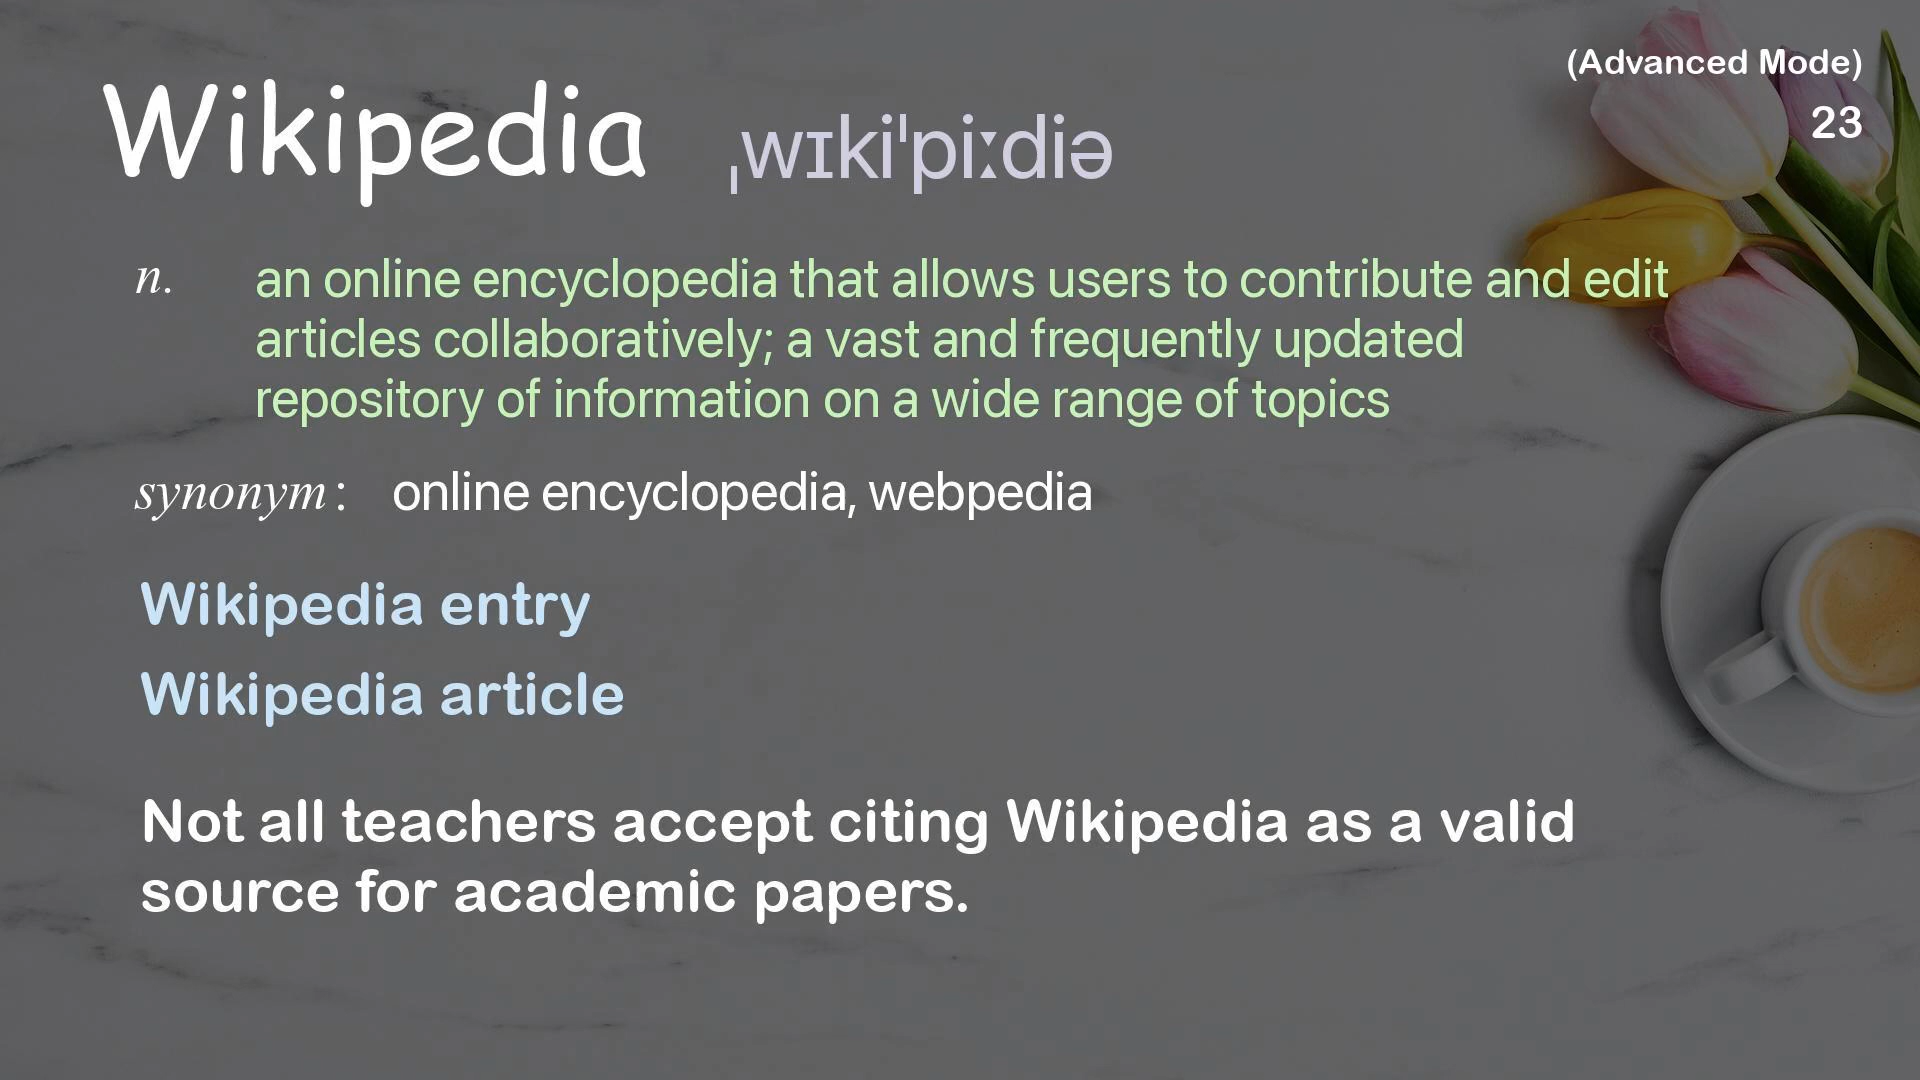 (Advanced Mode)
23
Wikipedia ˌwɪkiˈpiːdiə
n. an online encyclopedia that allows users to contribute and edit
articles collaboratively; a vast and frequently updated
repository of information on a wide range of topics
synonym: online encyclopedia, webpedia
Wikipedia entry
Wikipedia article
Not all teachers accept citing Wikipedia as a valid
source for academic papers.